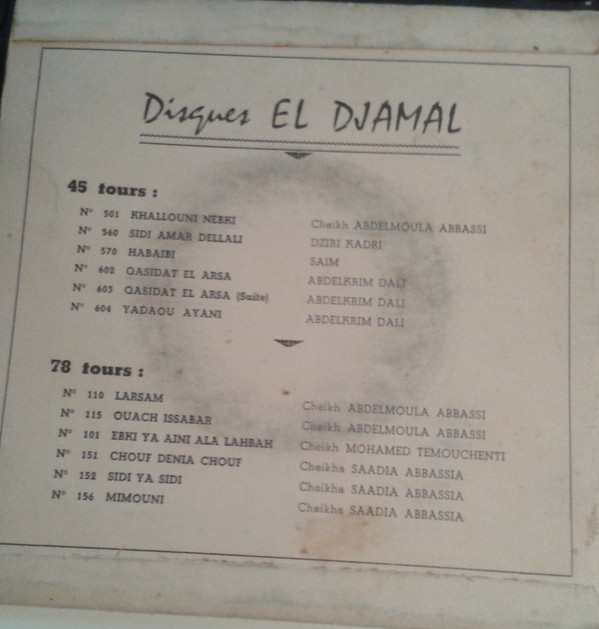 Disques EL DJAMAL
45 tours :
N° 501 KHALLOUNI NEBKI Cheikh ABDELMOULA ABBASSI
N° 560 SIDI AMAR DELLALI DZIRI KADRI
N° 570 HABAIBI SAIM
N° 602 QASIDAT EL ARSA ABDELKRIM DALI
N° 603 QASIDAT EL ARSA (Suite) ABDELKRIM DALI
N° 604 YADAOU AYANI ABDELKRIM DALI
78 tours :
N° 110 LARSAM Cheikh ABDELMOULA ABBASSI
N° 115 OUACH ISSABAR Cheikh ABDELMOULA ABBASSI
N° 101 EBKI YA AINI ALA LAHBAH Cheikh MOHAMED TEMOUCHENTI
N° 151 CHOUF DENIA CHOUF Cheikha SAADIA ABBASSIA
N° 152 SIDI YA SIDI Cheikha SAADIA ABBASSIA
N° 156 MIMOUNI Cheikha SAADIA ABBASSIA